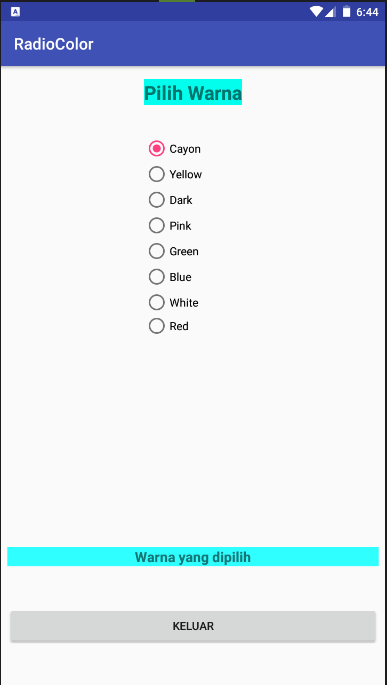 A
6:44
RadioColor
Pilih Warna
Cayon
Yellow
Dark
Pink
Green
Blue
White
Red
Warna yang dipilih
KELUAR